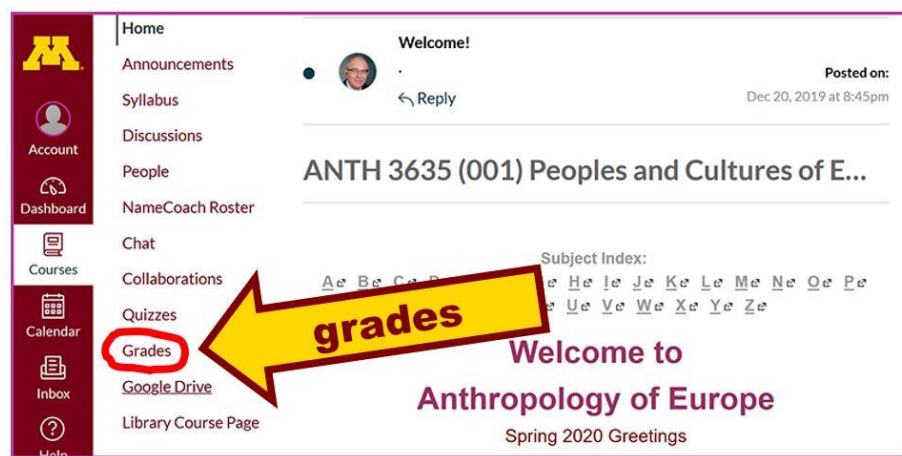 M
Account
Dashboard
Courses
Calendar
Inbox
Help
Home
Announcements
Syllabus
Discussions
People
NameCoach Roster
Chat
Collaborations
Quizzes
Grades
Google Drive
Library Course Page
Welcome!
.
Reply
Posted on:
Dec 20, 2019 at 8:45pm
ANTH 3635 (001) Peoples and Cultures of E...
Subject Index:
A B C D H I J K L M N O P
U V W X Y Z
grades
Welcome to
Anthropology of Europe
Spring 2020 Greetings